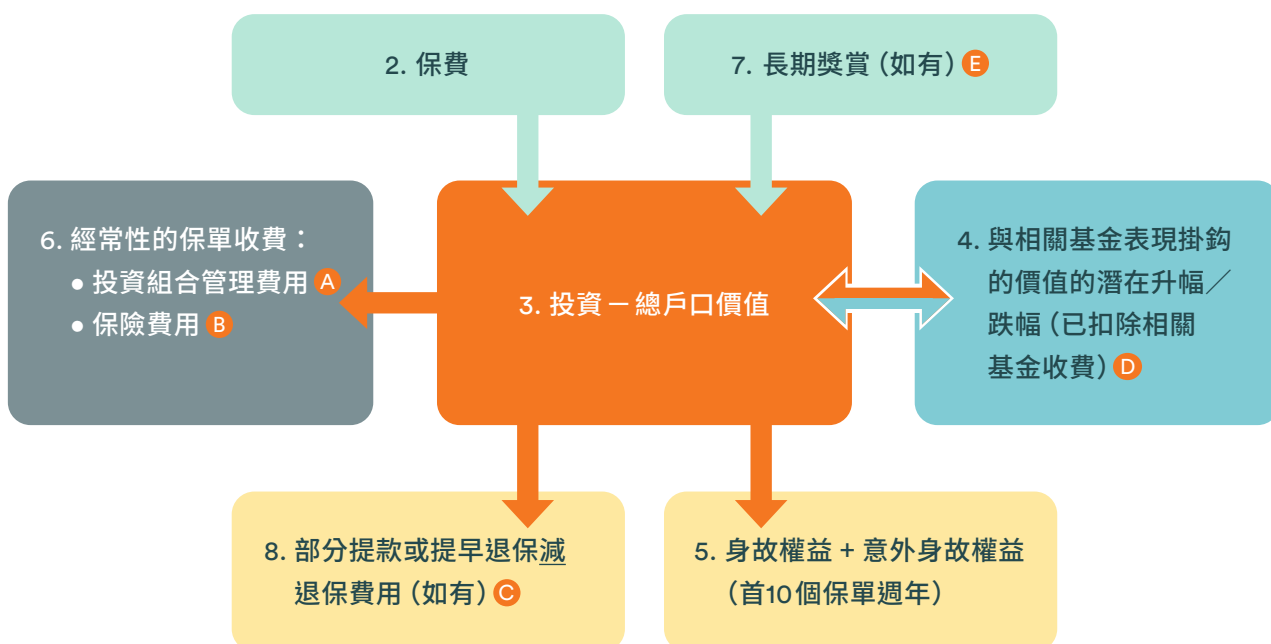 2. 保費
7. 長期獎賞（如有）E
6. 經常性的保單收費：
• 投資組合管理費用 A
• 保險費用 B
3. 投資－總戶口價值
4. 與相關基金表現掛鈎
的價值的潛在升幅／
跌幅（已扣除相關
基金收費）D
8. 部分提款或提早退保減
退保費用（如有）C
5. 身故權益 + 意外身故權益
（首10個保單週年）